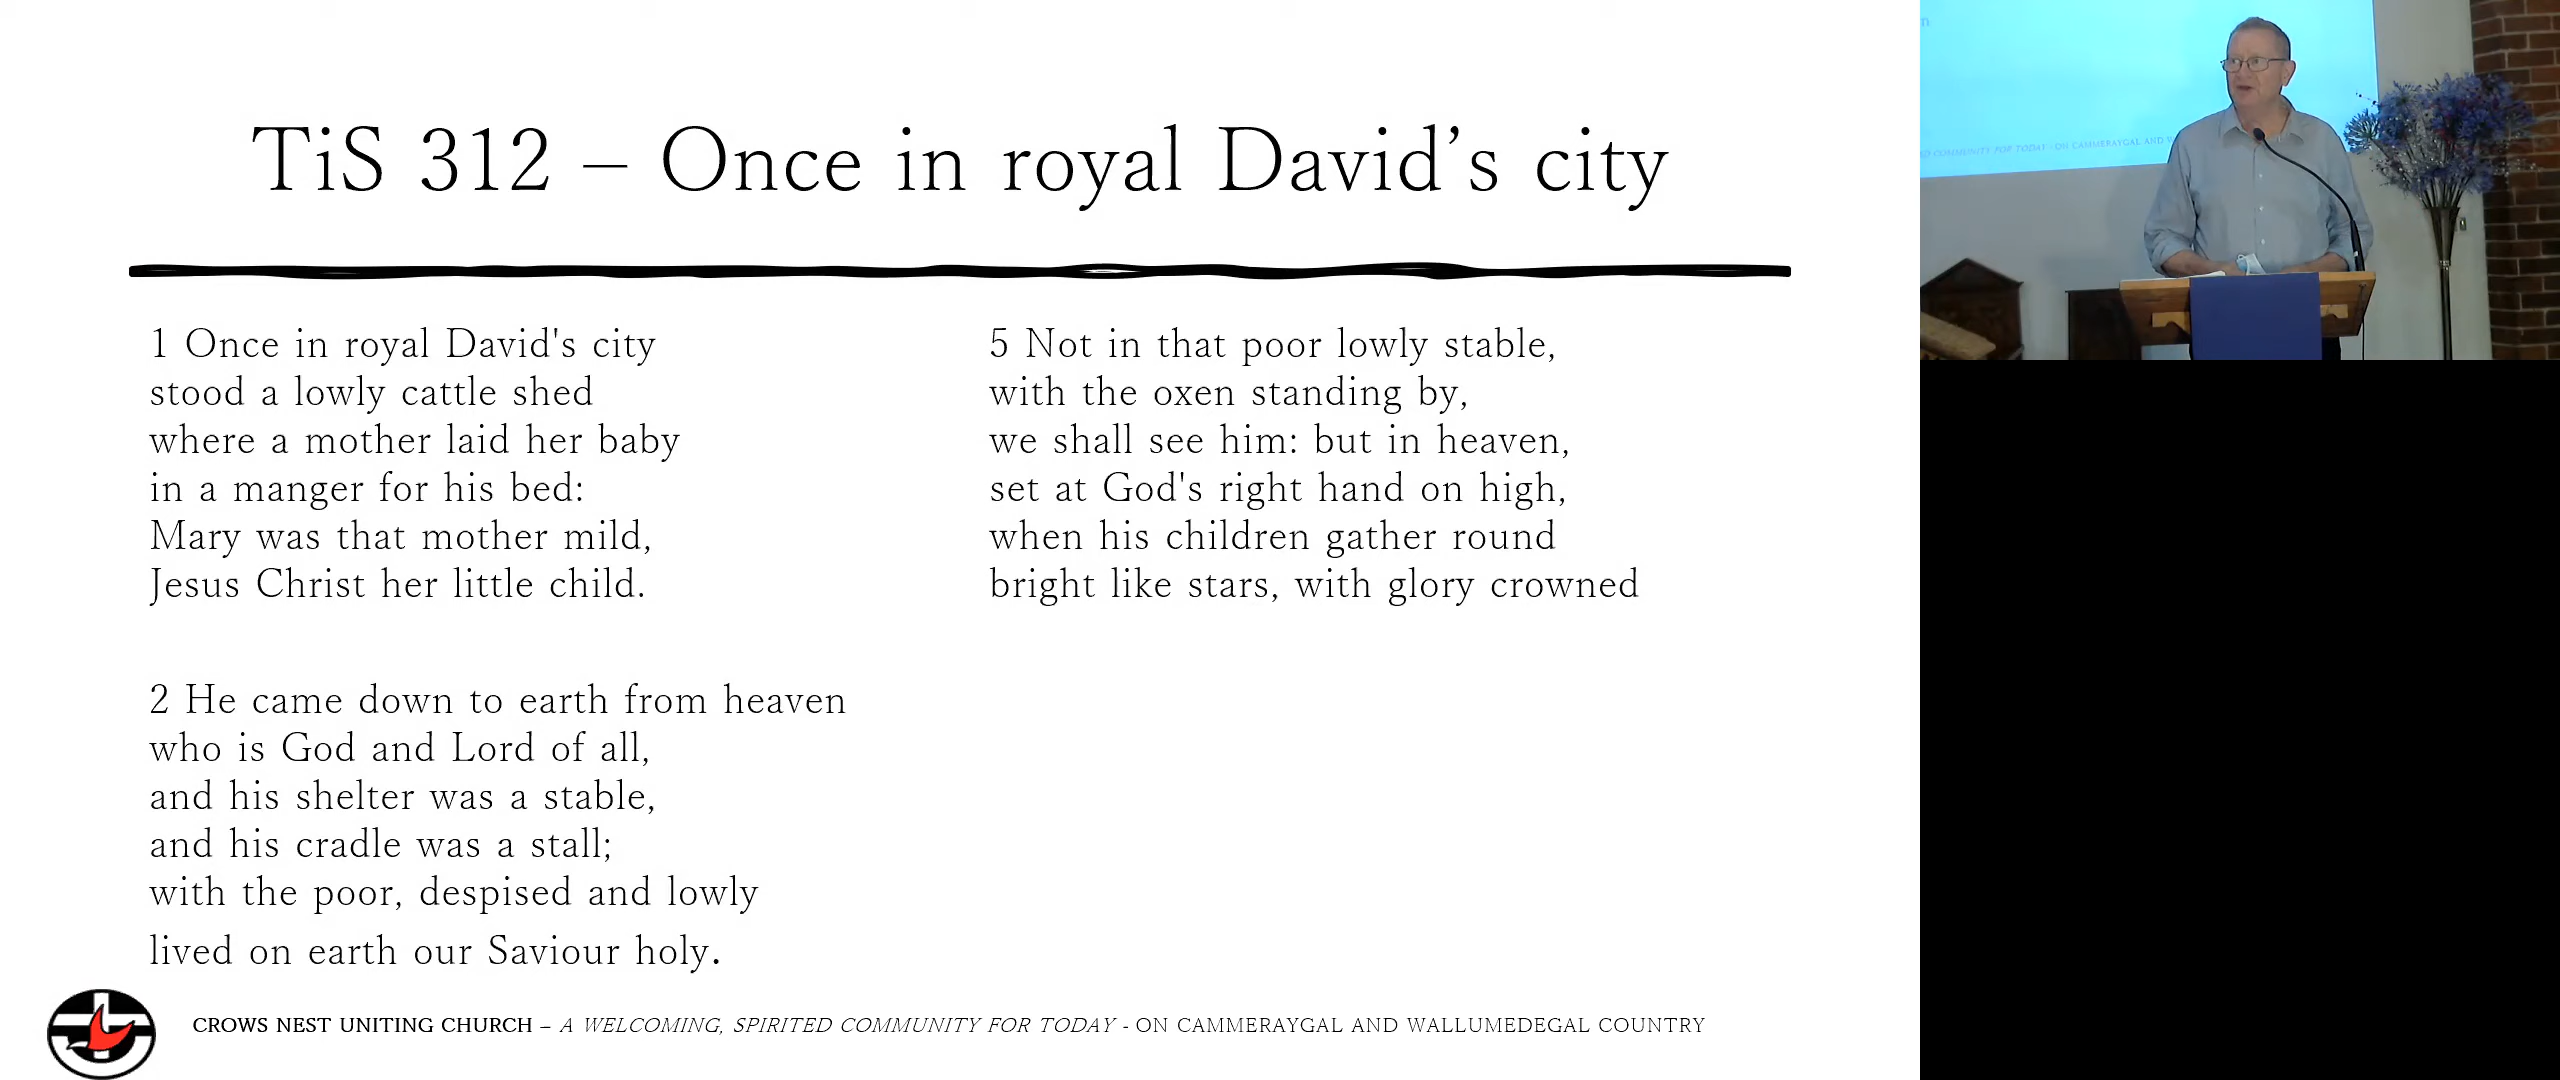 TiS 312 – Once in royal David’s city
1 Once in royal David's city
stood a lowly cattle shed
where a mother laid her baby
in a manger for his bed:
Mary was that mother mild,
Jesus Christ her little child.
2 He came down to earth from heaven
who is God and Lord of all,
and his shelter was a stable,
and his cradle was a stall;
with the poor, despised and lowly
lived on earth our Saviour holy.
5 Not in that poor lowly stable,
with the oxen standing by,
we shall see him: but in heaven,
set at God's right hand on high,
when his children gather round
bright like stars, with glory crowned
CROWS NEST UNITING CHURCH – A WELCOMING, SPIRITED COMMUNITY FOR TODAY - ON CAMMERAYGAL AND WALLUMEDEGAL COUNTRY
COMMUNITY FOR TODAY - ON CAMMERAYGAL AND